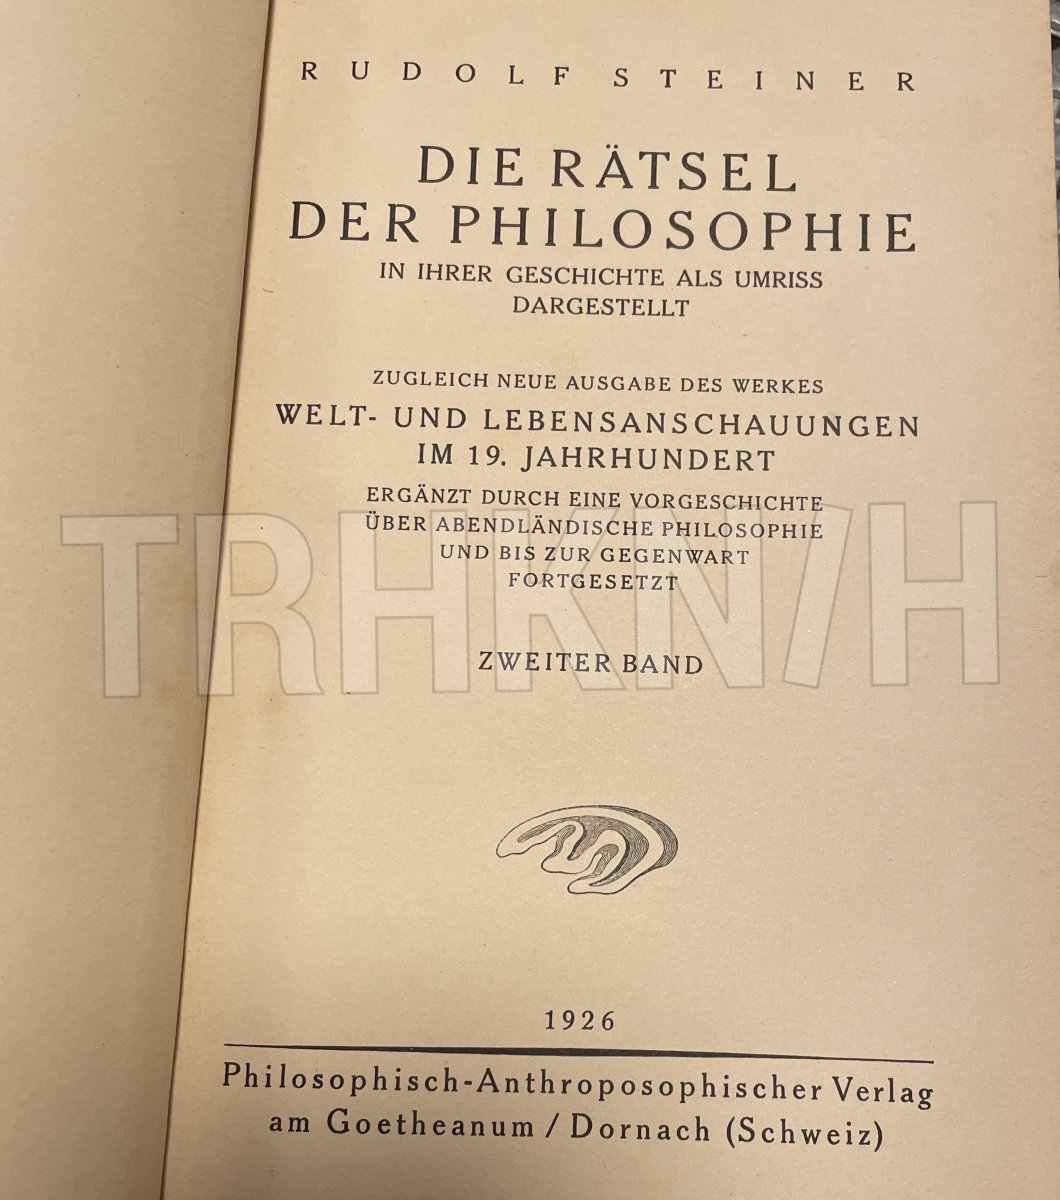 RUDOLF STEINER
DIE RÄTSEL
DER PHILOSOPHIE
IN IHRER GESCHICHTE ALS UMRISS
DARGESTELLT
ZUGLEICH NEUE AUSGABE DES WERKES
WELT- UND LEBENSANSCHAUUNGEN
IM 19. JAHRHUNDERT
ERGÄNZT DURCH EINE VORGESCHICHTE
ÜBER ABENDLÄNDISCHE PHILOSOPHIE
UND BIS ZUR GEGENWART
FORTGESETZT
TRHKN/H
ZWEITER BAND
1926
Philosophisch-Anthroposophischer Verlag
am Goetheanum / Dornach (Schweiz)